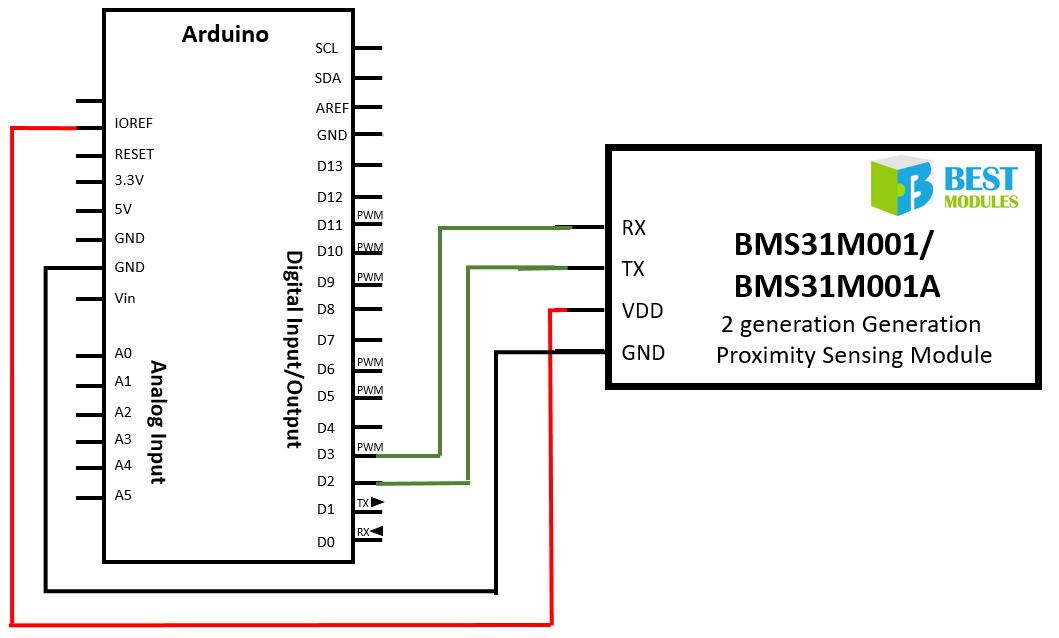 Arduino
SCL
SDA
AREF
GND
D13
D12
PWM
D11
D10
PWM
PWM
D9
D8
D7
D6
PWM
D5
PWM
D4
PWM
D3
D2
D1
TX
D0
RX
IOREF
RESET
3.3V
5V
GND
GND
Vin
A0
A1
A2
A3
A4
A5
Analog Input
Digital Input/Output
RX
TX
VDD
GND
BEST
MODULES
BMS31M001/
BMS31M001A
2 generation Generation
Proximity Sensing Module